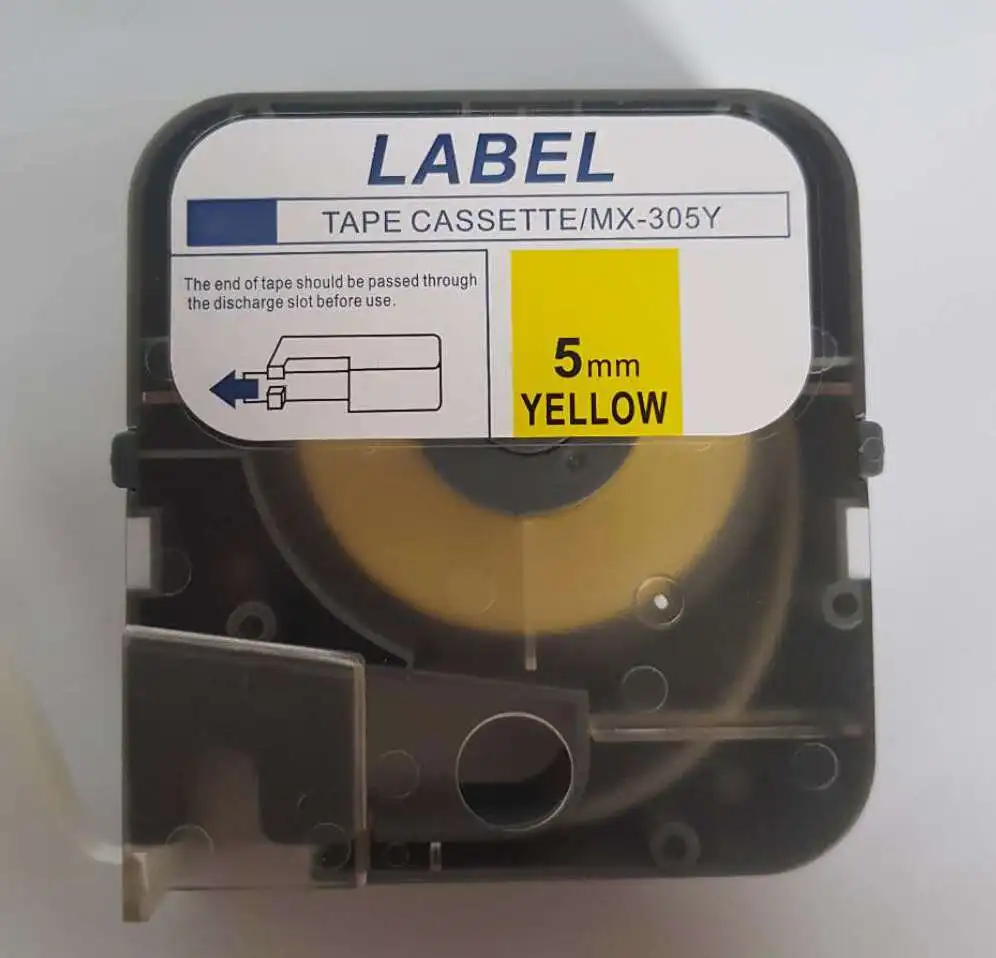 LABEL
TAPE CASSETTE/MX-305Y
The end of tape should be passed through
the discharge slot before use.
5mm
YELLOW